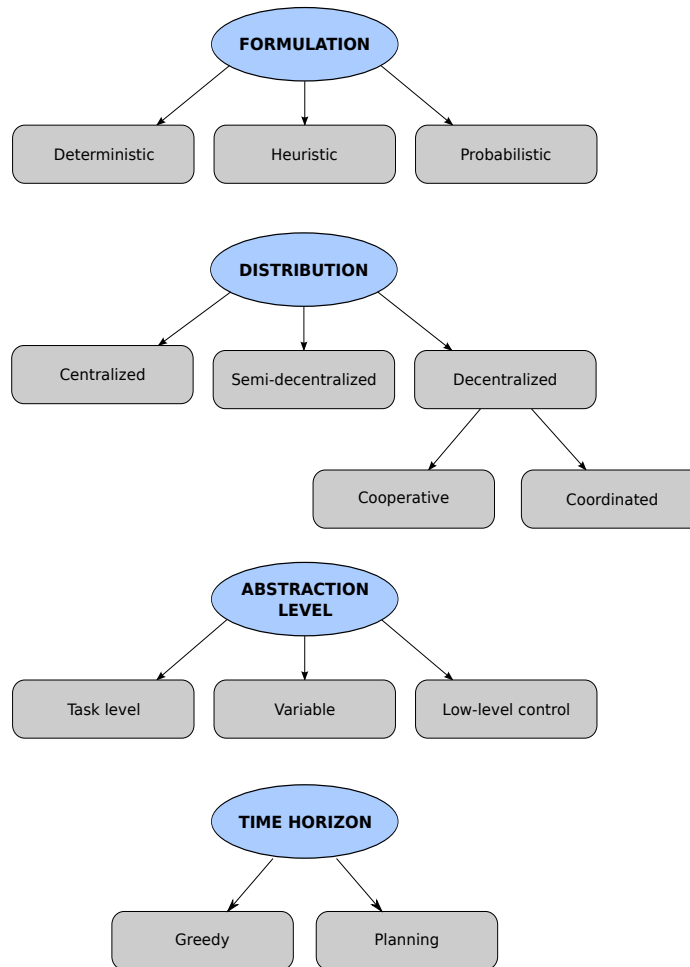 FORMULATION
Deterministic
Heuristic
Probabilistic
DISTRIBUTION
Centralized
Semi-decentralized
Decentralized
Cooperative
Coordinated
ABSTRACTION
LEVEL
Task level
Variable
Low-level control
TIME HORIZON
Greedy
Planning